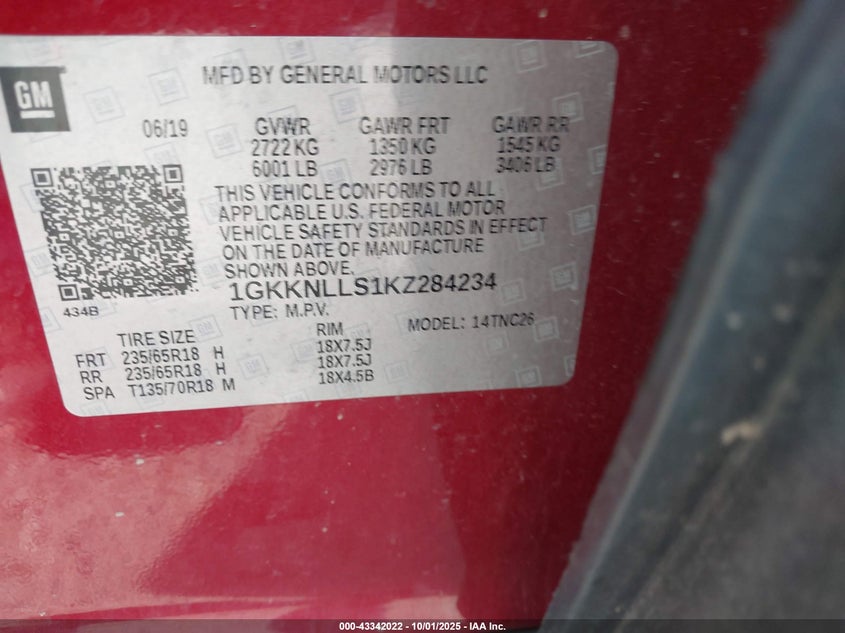 GM
MFD BY GENERAL MOTORS LLC
06/19 GVWR GAWR FRT GAWR RR
2722 KG 1350 KG 1545 KG
6001 LB 2976 LB 3406 LB
THIS VEHICLE CONFORMS TO ALL
APPLICABLE U.S. FEDERAL MOTOR
VEHICLE SAFETY STANDARDS IN EFFECT
ON THE DATE OF MANUFACTURE
SHOWN ABOVE.
434B
1GKKNLLS1KZ284234
TYPE: M.P.V. MODEL: 14TNC26
TIRE SIZE RIM
FRT 235/65R18 H 18X7.5J
RR 235/65R18 H 18X7.5J
SPA T135/70R18 M 18X4.5B
000-43342022 - 10/01/2025 - IAA Inc.